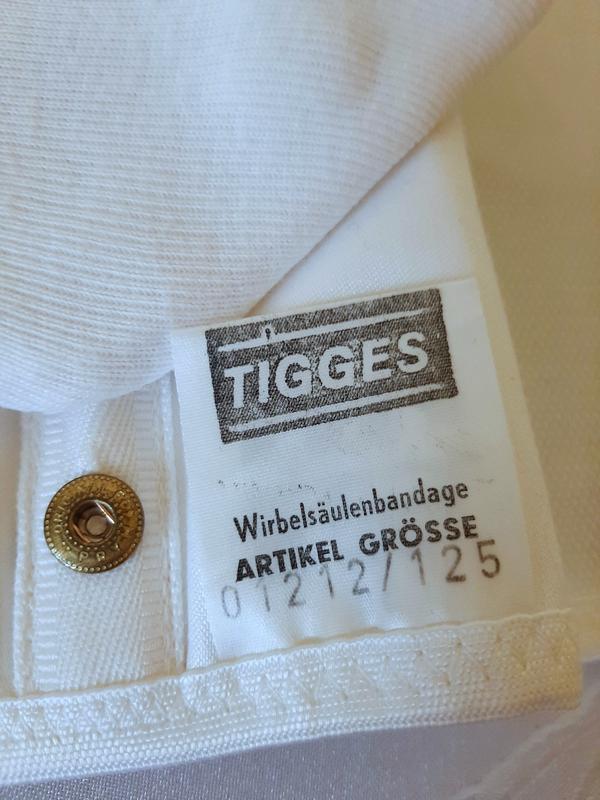 TIGGES
Wirbelsäulenbandage
ARTIKEL GRÖSSE
01212/125